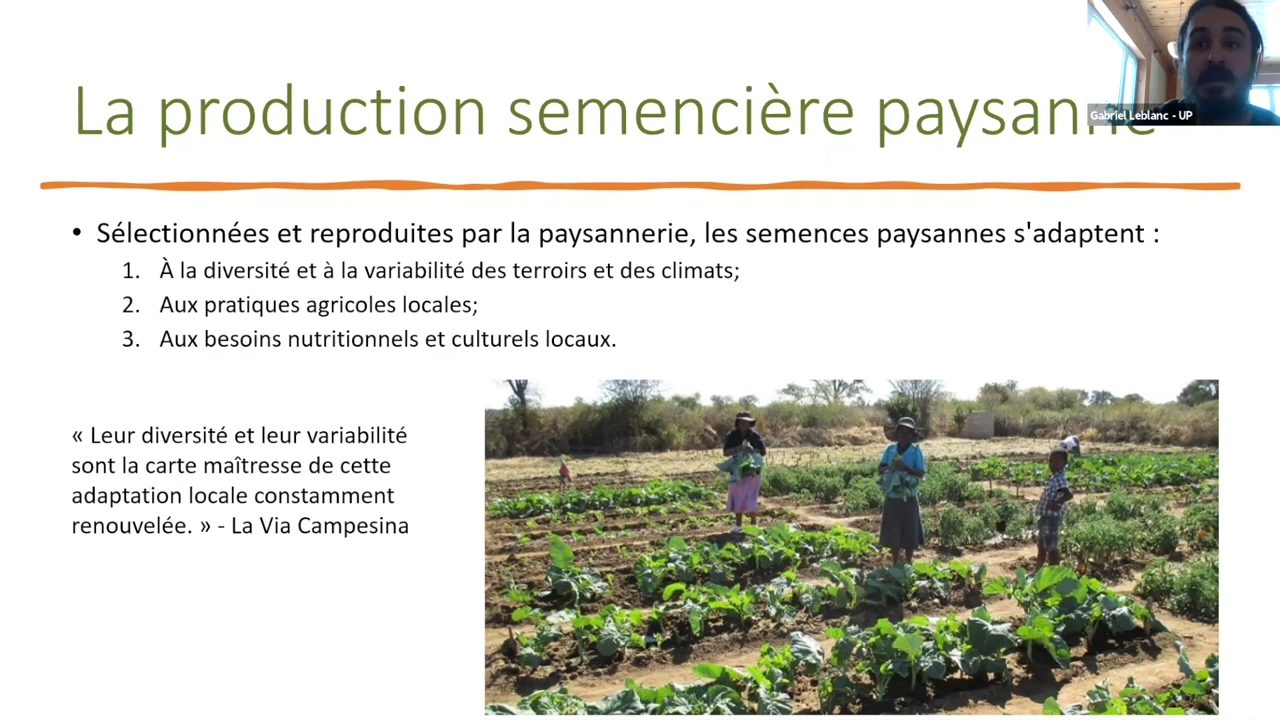 La production semencière paysanne
Gabriel Leblanc - UP
• Sélectionnées et reproduites par la paysannerie, les semences paysannes s'adaptent :
1. À la diversité et à la variabilité des terroirs et des climats;
2. Aux pratiques agricoles locales;
3. Aux besoins nutritionnels et culturels locaux.
« Leur diversité et leur variabilité
sont la carte maîtresse de cette
adaptation locale constamment
renouvelée. » - La Via Campesina